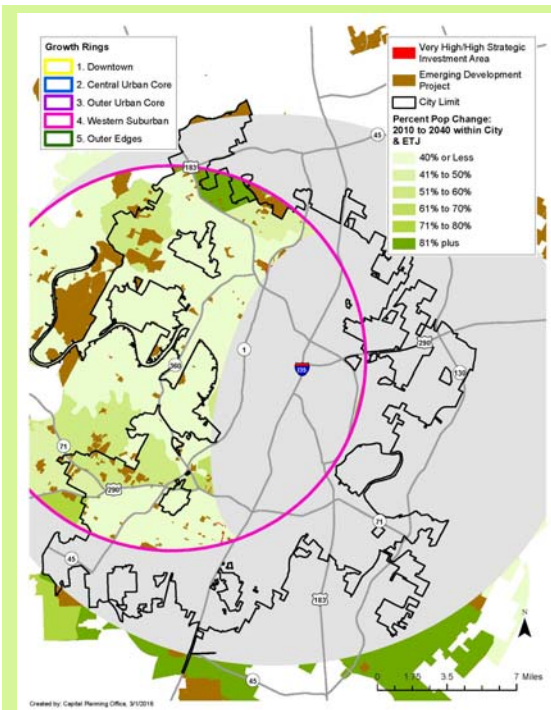 Growth Rings
1. Downtown
2. Central Urban Core
3. Outer Urban Core
4. Western Suburban
5. Outer Edges
Very High/High Strategic
Investment Area
Emerging Development
Project
City Limit
Percent Pop Change:
2010 to 2040 within City
& ETJ
40% or Less
41% to 50%
51% to 60%
61% to 70%
71% to 80%
81% plus
45
183
1
360
35
290
130
71
290
71
45
183
45
N
0 1.75 3.5 7 Miles
Created by: Capital Planning Office, 3/1/2016